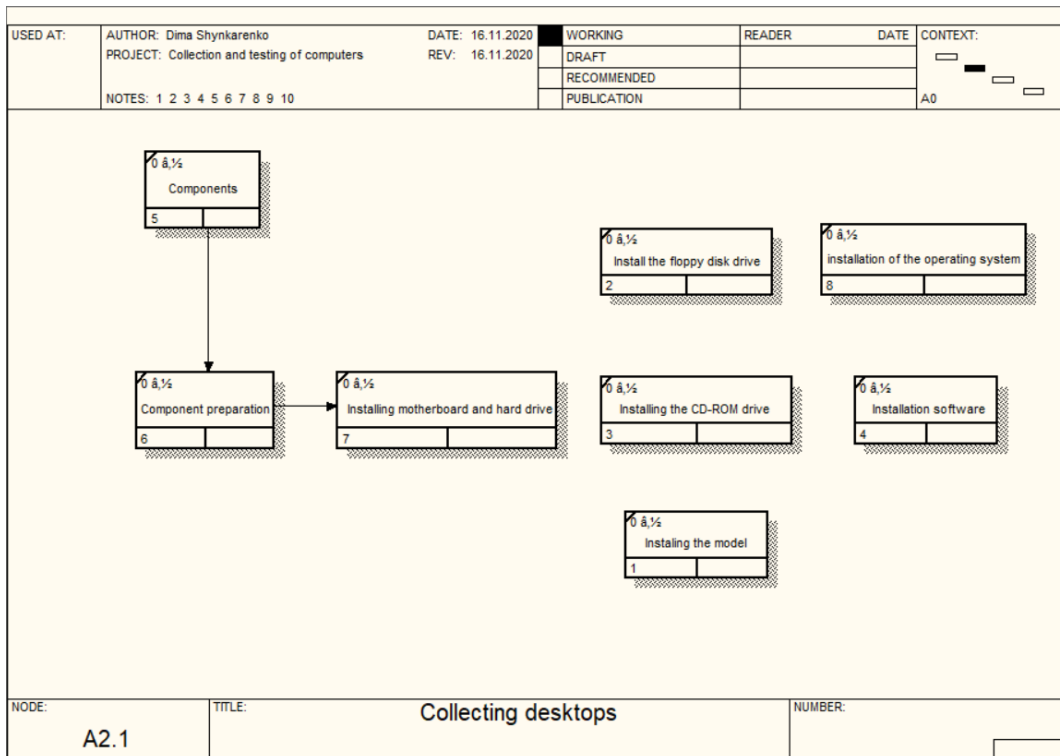 USED AT:
AUTHOR: Dima Shynkarenko
DATE: 16.11.2020
PROJECT: Collection and testing of computers
REV: 16.11.2020
NOTES: 1 2 3 4 5 6 7 8 9 10
WORKING
DRAFT
RECOMMENDED
PUBLICATION
READER DATE
CONTEXT:
A0
0 â,½
Components
5
0 â,½
Install the floppy disk drive
2
0 â,½
installation of the operating system
8
0 â,½
Component preparation
6
0 â,½
Installing motherboard and hard drive
7
0 â,½
Installing the CD-ROM drive
3
0 â,½
Installation software
4
0 â,½
Instaling the model
1
NODE:
A2.1
TITLE:
Collecting desktops
NUMBER: